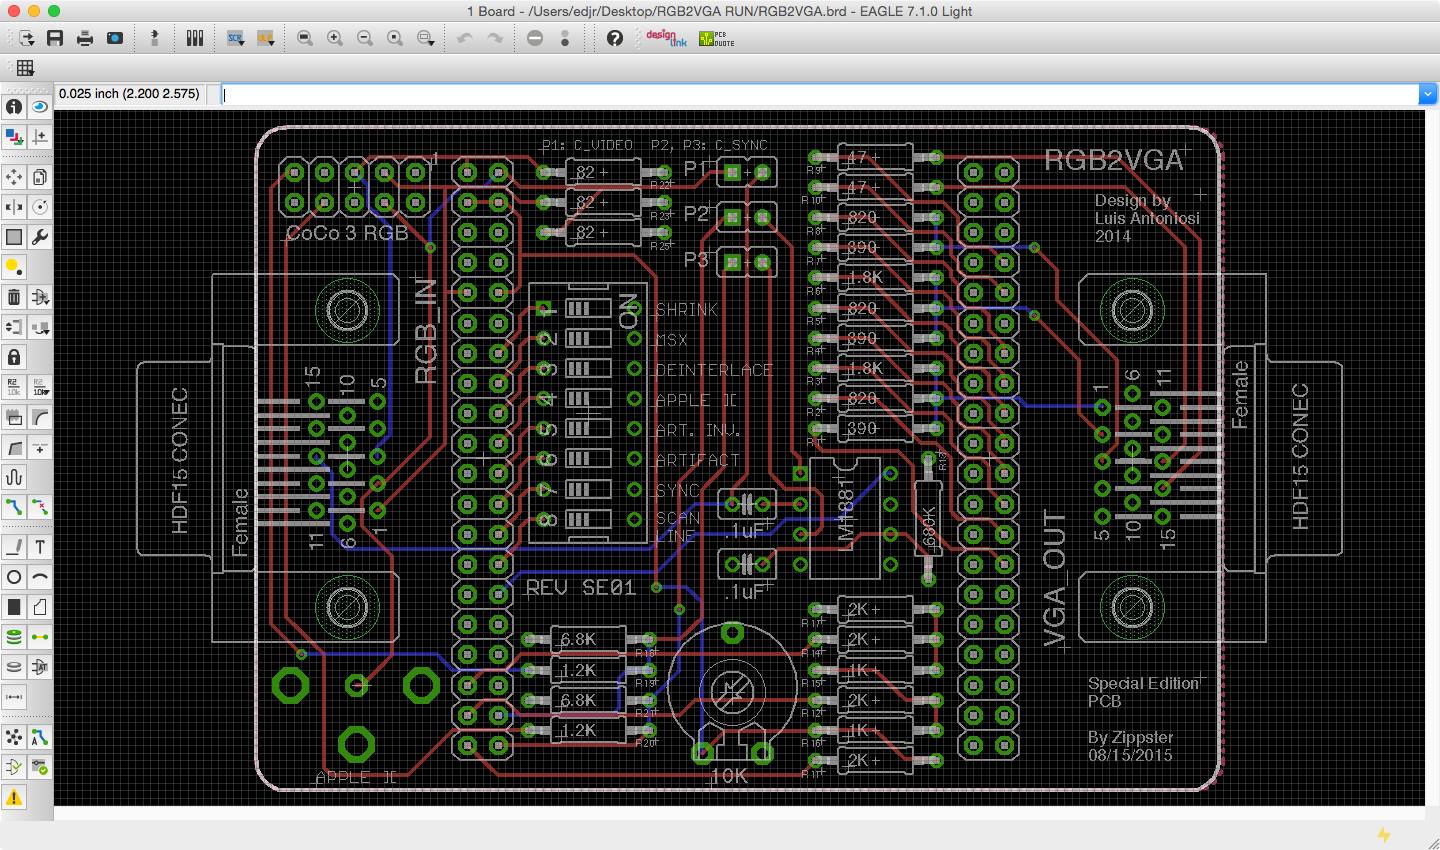 1 Board - /Users/edjr/Desktop/RGB2VGA RUN/RGB2VGA.brd - EAGLE 7.1.0 Light
SCR
ULP
design link
PCB QUOTE
0.025 inch (2.200 2.575)
P1: C_VIDEO P2, P3: C_SYNC
1
CoCo 3 RGB
RGB_IN
82
R22
82
R23
82
R25
P1
P2
P3
47
R9
47
R10
820
R8
390
1.8K
820
R5
390
R4
1.8K
820
R2
390
RGB2VGA
Design by
Luis Antoniosi
2014
ON
1
2
3
4
5
6
7
8
SHRINK
MSX
DEINTERLACE
APPLE II
ART. INV.
ARTIFACT
SYNC
SCAN
LINE
HDF15 CONEC
Female
15
10
5
11
6
1
.1uF
.1uF
LM1881
680K
REV SE01
6.8K
R18
1.2K
R19
6.8K
R21
1.2K
R20
10K
2K
R17
2K
R14
1K
R15
2K
R12
1K
R16
2K
R11
VGA_OUT
1
6
11
5
10
15
Female
HDF15 CONEC
APPLE II
Special Edition
PCB
By Zippster
08/15/2015